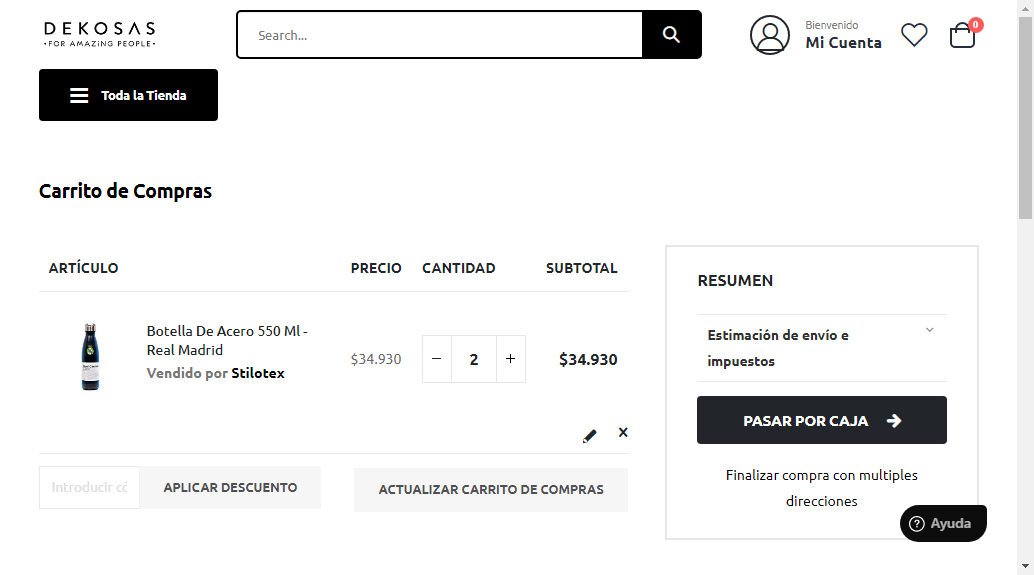 DEKOSAS
•FOR AMAZING PEOPLE•
Search...
Bienvenido
Mi Cuenta
0
Toda la Tienda
Carrito de Compras
ARTÍCULO
PRECIO
CANTIDAD
SUBTOTAL
Botella De Acero 550 Ml -
Real Madrid
Vendido por Stilotex
$34.930
− 2 +
$34.930
APLICAR DESCUENTO
Introducir có
ACTUALIZAR CARRITO DE COMPRAS
RESUMEN
Estimación de envío e
impuestos
PASAR POR CAJA
Finalizar compra con multiples
direcciones
Ayuda